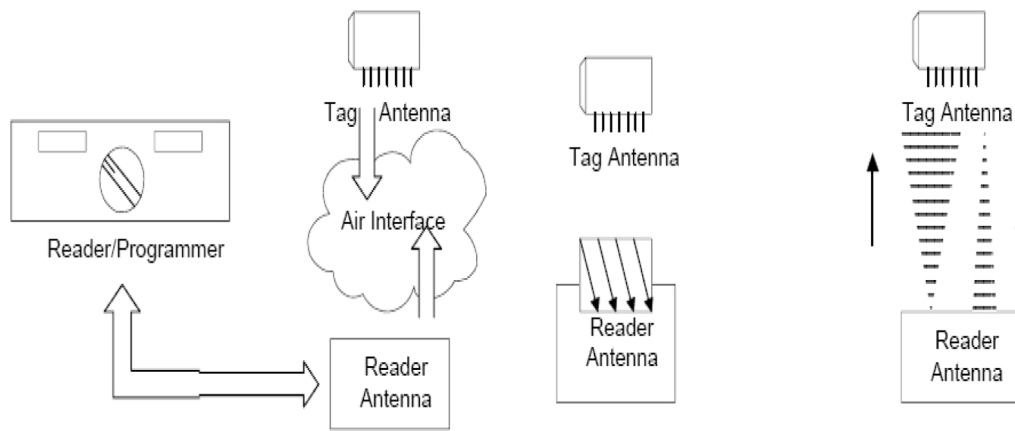 Tag Antenna
Air Interface
Reader/Programmer
Reader
Antenna
Tag Antenna
Reader
Antenna
Tag Antenna
Reader
Antenna